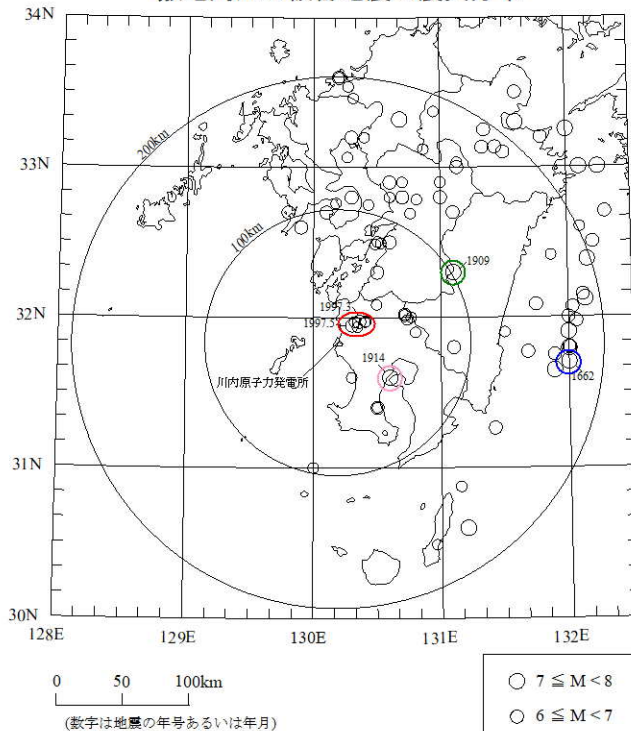 34N
200km
33N
100km
1909
1997.3
32N
1997.5
1914
川内原子力発電所
1662
31N
30N
128E
129E
130E
131E
132E
0 50 100km
7 ≦ M < 8
6 ≦ M < 7
(数字は地震の年号あるいは年月)